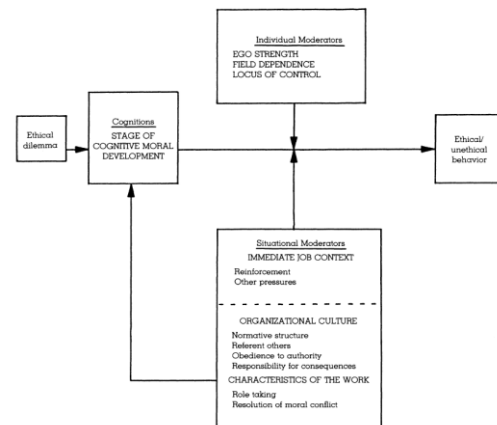 Individual Moderators
EGO STRENGTH
FIELD DEPENDENCE
LOCUS OF CONTROL
Ethical
dilemma
Cognitions
STAGE OF
COGNITIVE MORAL
DEVELOPMENT
Ethical/
unethical
behavior
Situational Moderators
IMMEDIATE JOB CONTEXT
Reinforcement
Other pressures
ORGANIZATIONAL CULTURE
Normative structure
Referent others
Obedience to authority
Responsibility for consequences
CHARACTERISTICS OF THE WORK
Role taking
Resolution of moral conflict